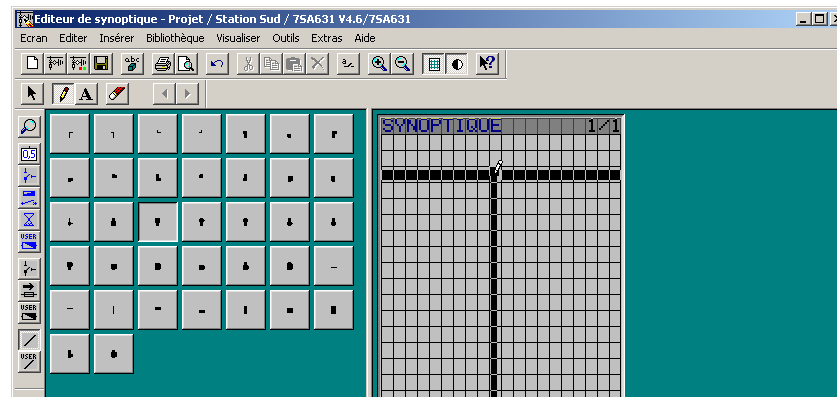 Editeur de synoptique - Projet / Station Sud / 7SA631 V4.6/7SA631
Ecran Editer Insérer Bibliothèque Visualiser Outils Extras Aide
abc
A
0,5
USER
USER
USER
SYNOPTIQUE 1/1